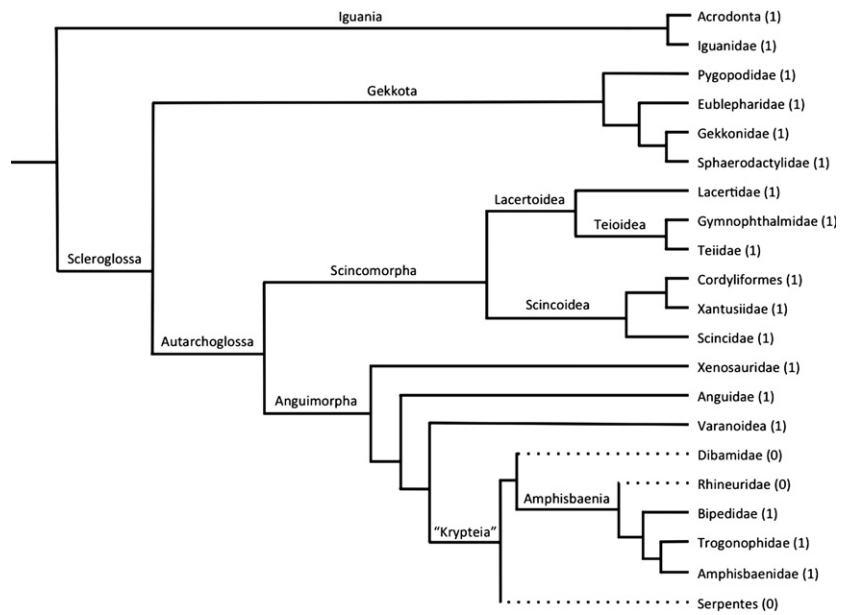 Iguania
Acrodonta (1)
Iguanidae (1)
Gekkota
Pygopodidae (1)
Eublepharidae (1)
Gekkonidae (1)
Sphaerodactylidae (1)
Scleroglossa
Lacertoidea
Lacertidae (1)
Teioidea
Gymnophthalmidae (1)
Teiidae (1)
Scincomorpha
Cordyliformes (1)
Scincoidea
Xantusiidae (1)
Scincidae (1)
Autarchoglossa
Xenosauridae (1)
Anguimorpha
Anguidae (1)
Varanoidea (1)
Dibamidae (0)
Amphisbaenia
Rhineuridae (0)
Bipedidae (1)
“Krypteia”
Trogonophidae (1)
Amphisbaenidae (1)
Serpentes (0)